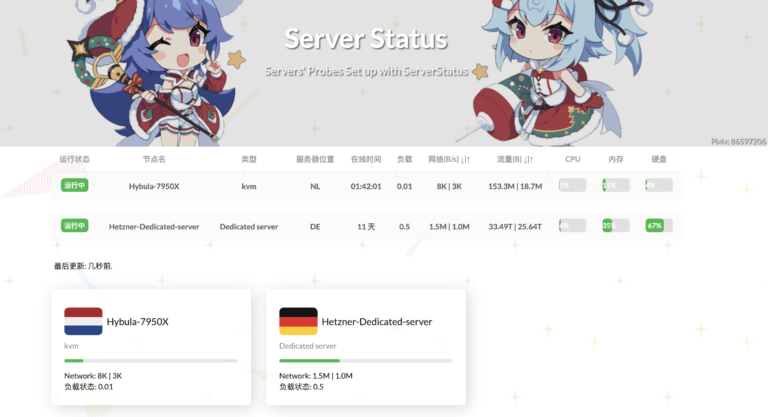 Server Status
Servers' Probes Set up with ServerStatus
Pixiv: 86597206
运行状态 节点名 类型 服务器位置 在线时间 负载 网络(B/s) ↓|↑ 流量(B) ↓|↑ CPU 内存 硬盘
运行中 Hybula-7950X kvm NL 01:42:01 0.01 8K | 3K 153.3M | 18.7M
运行中 Hetzner-Dedicated-server Dedicated server DE 11 天 0.5 1.5M | 1.0M 33.49T | 25.64T 35% 67%
最后更新: 几秒前.
Hybula-7950X
kvm
Network: 8K | 3K
负载状态: 0.01
Hetzner-Dedicated-server
Dedicated server
Network: 1.5M | 1.0M
负载状态: 0.5